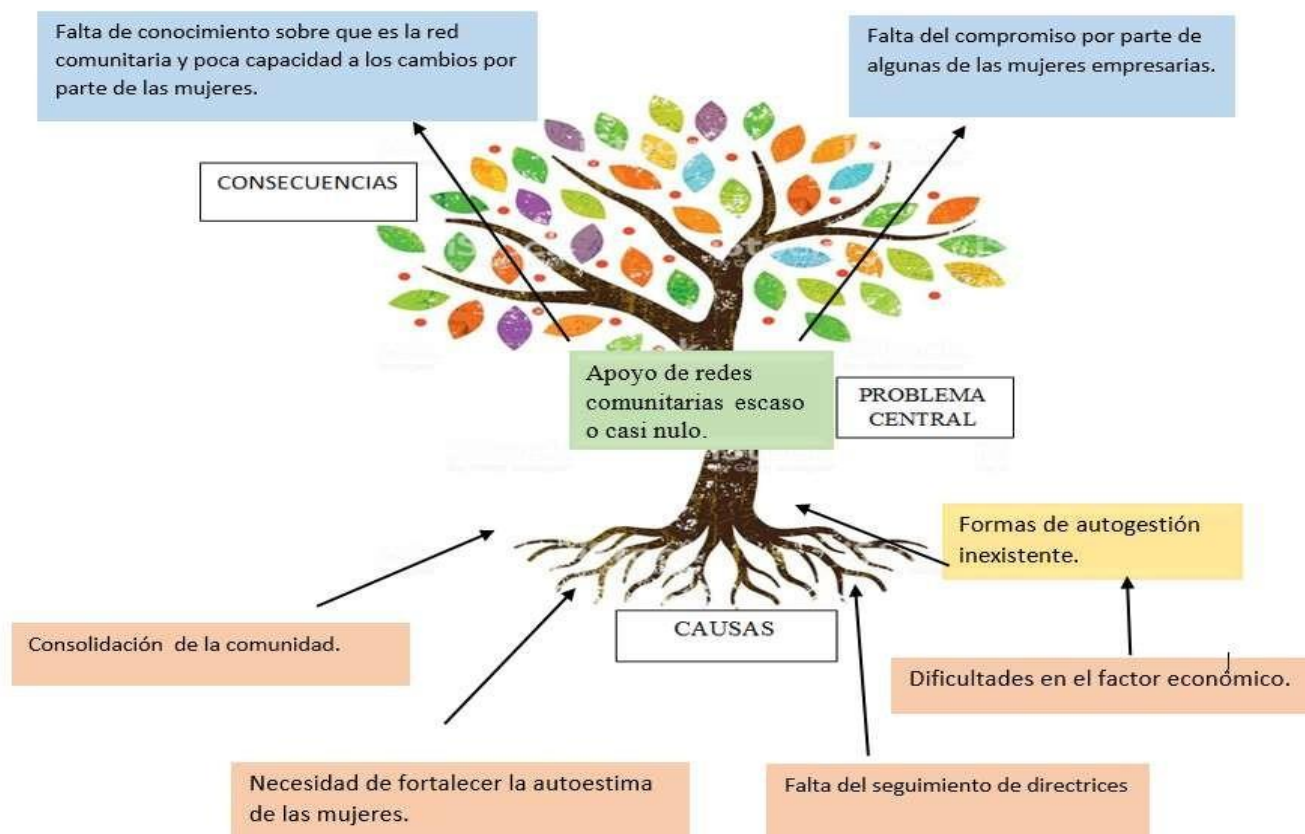 Falta de conocimiento sobre que es la red
comunitaria y poca capacidad a los cambios por
parte de las mujeres.
Falta del compromiso por parte de
algunas de las mujeres empresarias.
CONSECUENCIAS
Apoyo de redes
comunitarias escaso
o casi nulo.
PROBLEMA
CENTRAL
Formas de autogestión
inexistente.
CAUSAS
Consolidación de la comunidad.
Dificultades en el factor económico.
Necesidad de fortalecer la autoestima
de las mujeres.
Falta del seguimiento de directrices